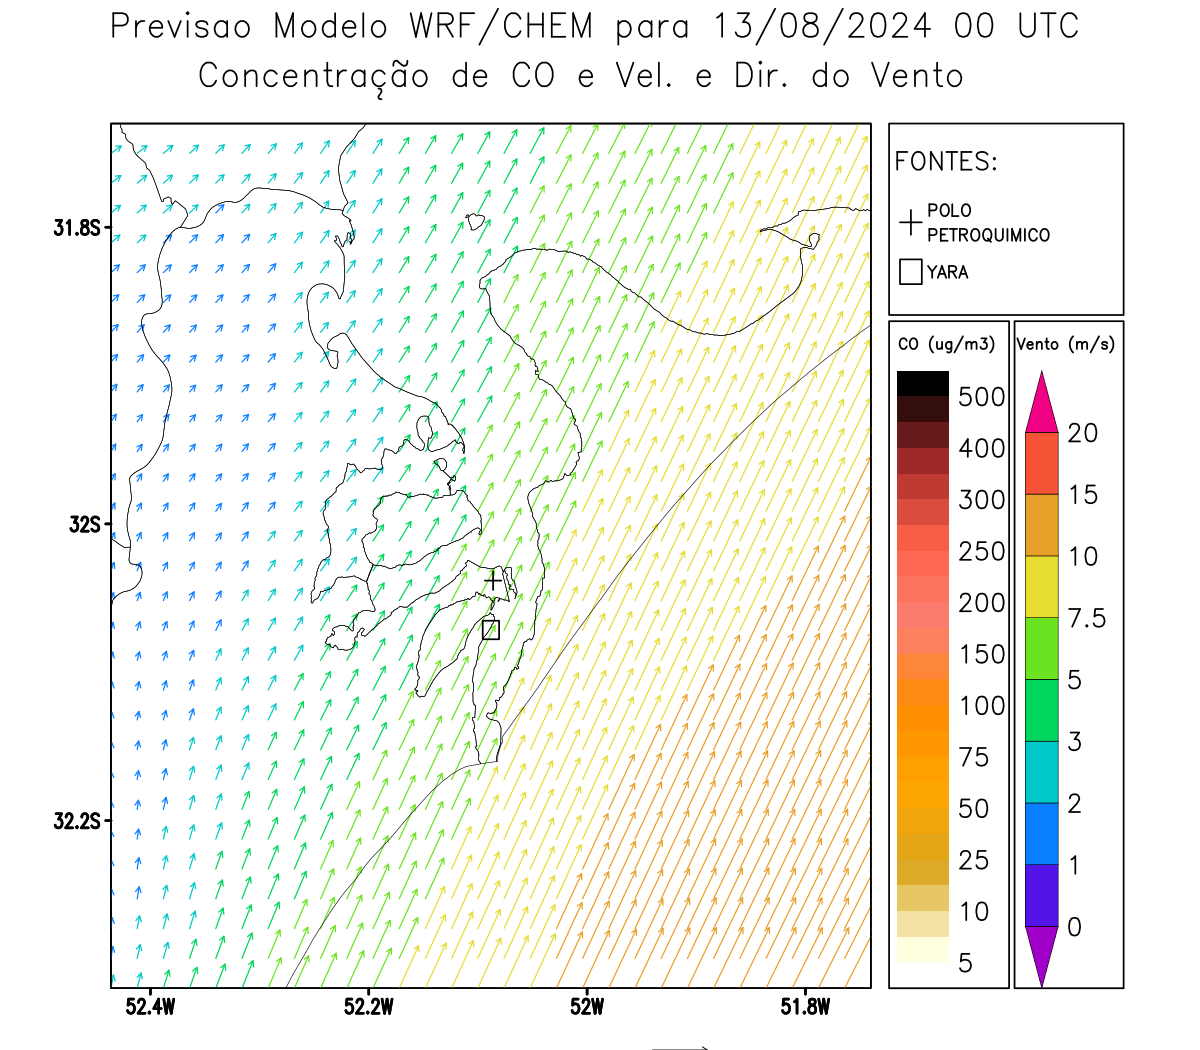 Previsao Modelo WRF/CHEM para 13/08/2024 00 UTC
Concentração de CO e Vel. e Dir. do Vento
FONTES:
POLO
PETROQUIMICO
YARA
CO (ug/m3)
500
400
300
250
200
150
100
75
50
25
10
5
Vento (m/s)
20
15
10
7.5
5
3
2
1
0
31.8S
32S
32.2S
52.4W
52.2W
52W
51.8W